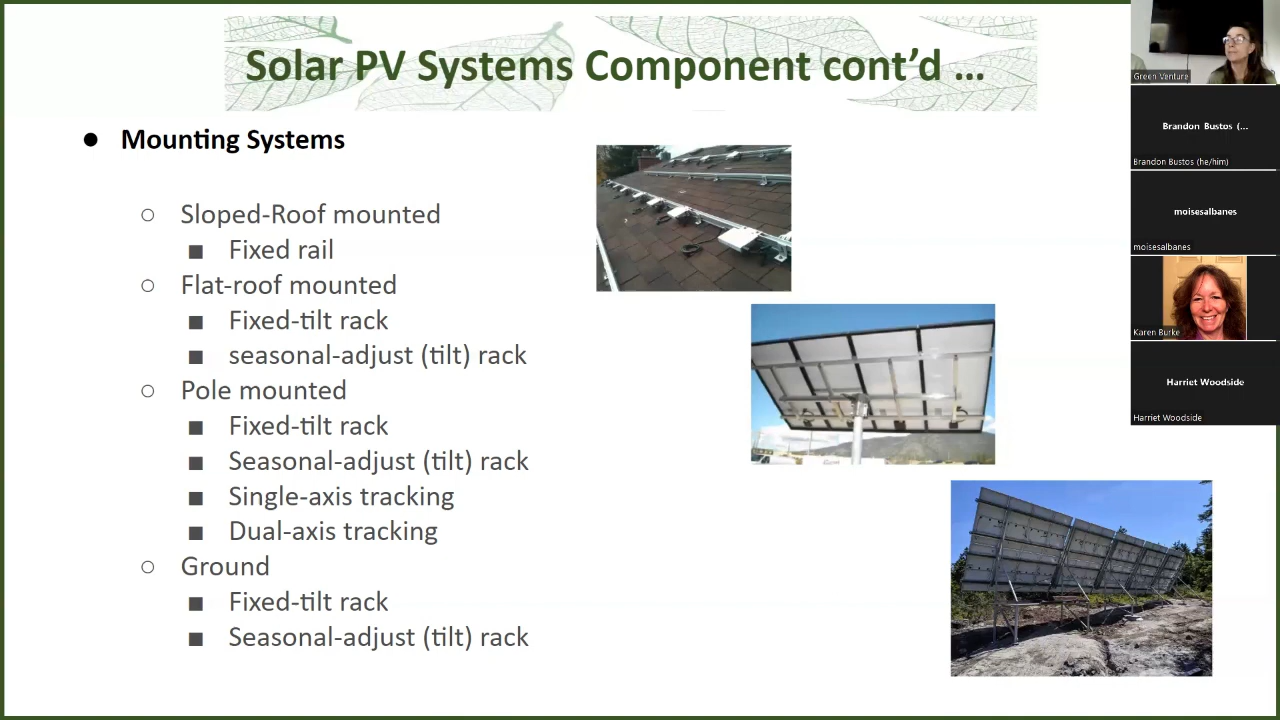 Solar PV Systems Component cont’d ...
● Mounting Systems
○ Sloped-Roof mounted
■ Fixed rail
○ Flat-roof mounted
■ Fixed-tilt rack
■ seasonal-adjust (tilt) rack
○ Pole mounted
■ Fixed-tilt rack
■ Seasonal-adjust (tilt) rack
■ Single-axis tracking
■ Dual-axis tracking
○ Ground
■ Fixed-tilt rack
■ Seasonal-adjust (tilt) rack
Green Venture
Brandon Bustos (...
Brandon Bustos (he/him)
moisesalbanes
moisesalbanes
Karen Burke
Harriet Woodside
Harriet Woodside